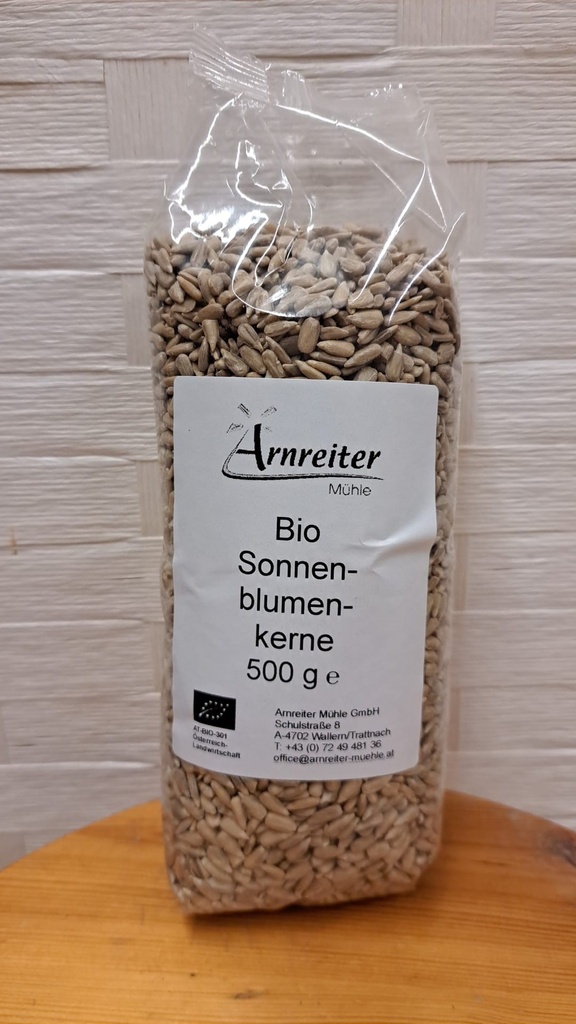 Arnreiter
Mühle
Bio
Sonnen-
blumen-
kerne
500 g ℮
AT-BIO-301
Österreich-
Landwirtschaft
Arnreiter Mühle GmbH
Schulstraße 8
A-4702 Wallern/Trattnach
T: +43 (0) 72 49 481 36
office@arnreiter-muehle.at